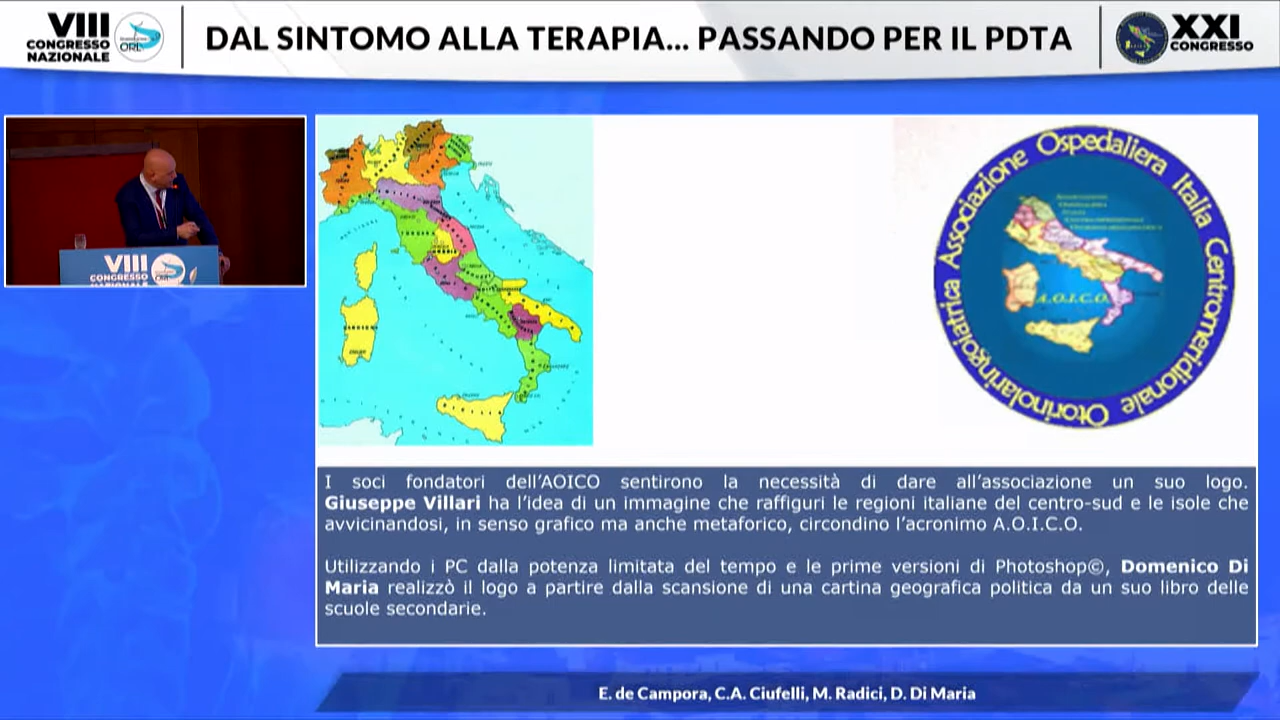 VIII
CONGRESSO
NAZIONALE
ORL
DAL SINTOMO ALLA TERAPIA... PASSANDO PER IL PDTA
XXI
CONGRESSO
VIII
CONGRESSO
NAZIONALE
Associazione Ospedaliera Italia Centromeridionale Otorinolaringoiatrica
A.O.I.C.O.
I soci fondatori dell'AOICO sentirono la necessità di dare all'associazione un suo logo.
Giuseppe Villari ha l'idea di un immagine che raffiguri le regioni italiane del centro-sud e le isole che
avvicinandosi, in senso grafico ma anche metaforico, circondino l'acronimo A.O.I.C.O.
Utilizzando i PC dalla potenza limitata del tempo e le prime versioni di Photoshop©, Domenico Di
Maria realizzò il logo a partire dalla scansione di una cartina geografica politica da un suo libro delle
scuole secondarie.
E. de Campora, C.A. Ciufelli, M. Radici, D. Di Maria